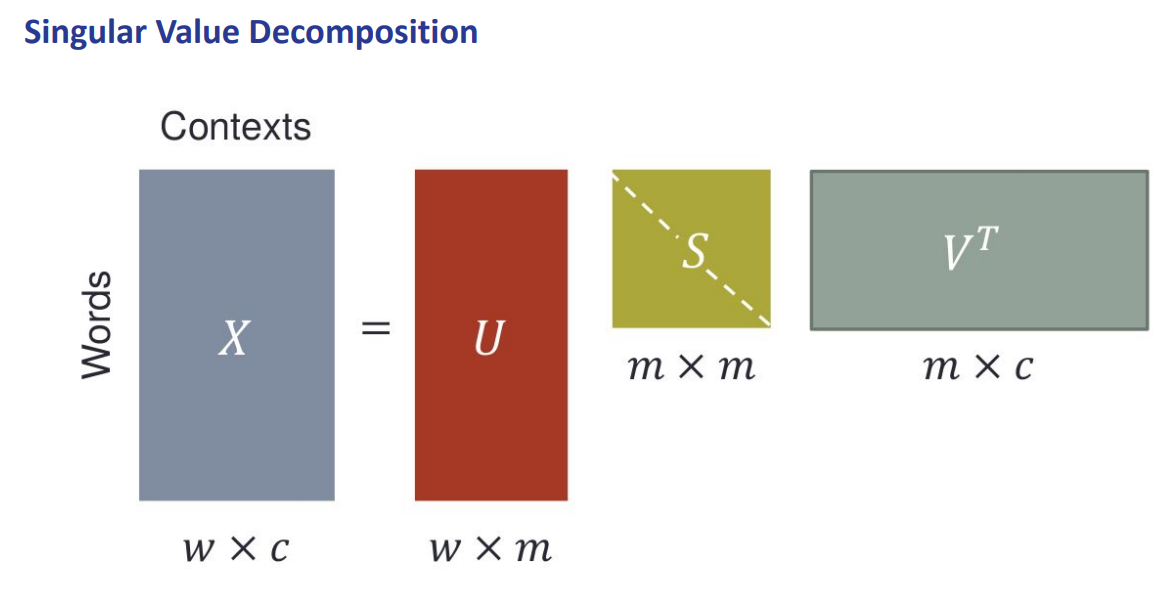 Singular Value Decomposition
Contexts
Words
X
=
U
S
V^T
m × m
m × c
w × c
w × m